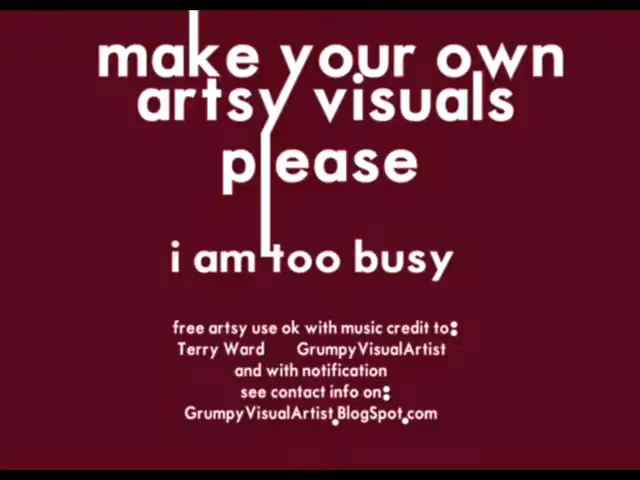 make your own
artsy visuals
please
i am too busy
free artsy use ok with music credit to:
Terry Ward GrumpyVisualArtist
and with notification
see contact info on:
GrumpyVisualArtist.BlogSpot.com